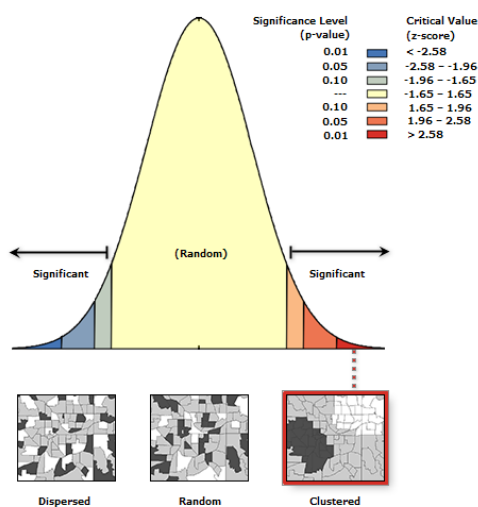 Significance Level Critical Value
(p-value) (z-score)
0.01 < -2.58
0.05 -2.58 – -1.96
0.10 -1.96 – -1.65
--- -1.65 – 1.65
0.10 1.65 – 1.96
0.05 1.96 – 2.58
0.01 > 2.58
(Random)
Significant Significant
Dispersed Random Clustered